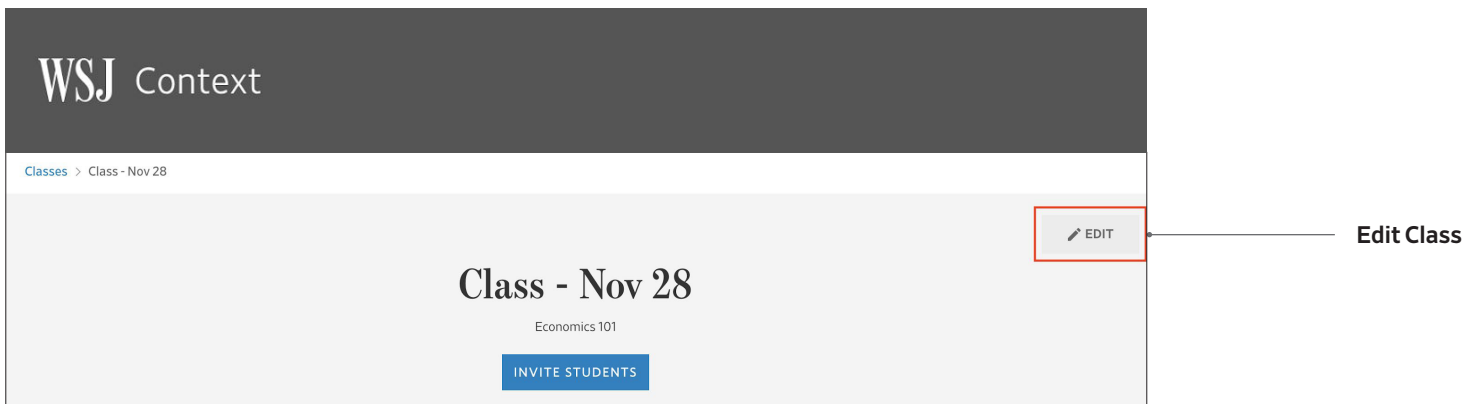 WSJ Context
Classes > Class - Nov 28
EDIT
Edit Class
Class - Nov 28
Economics 101
INVITE STUDENTS